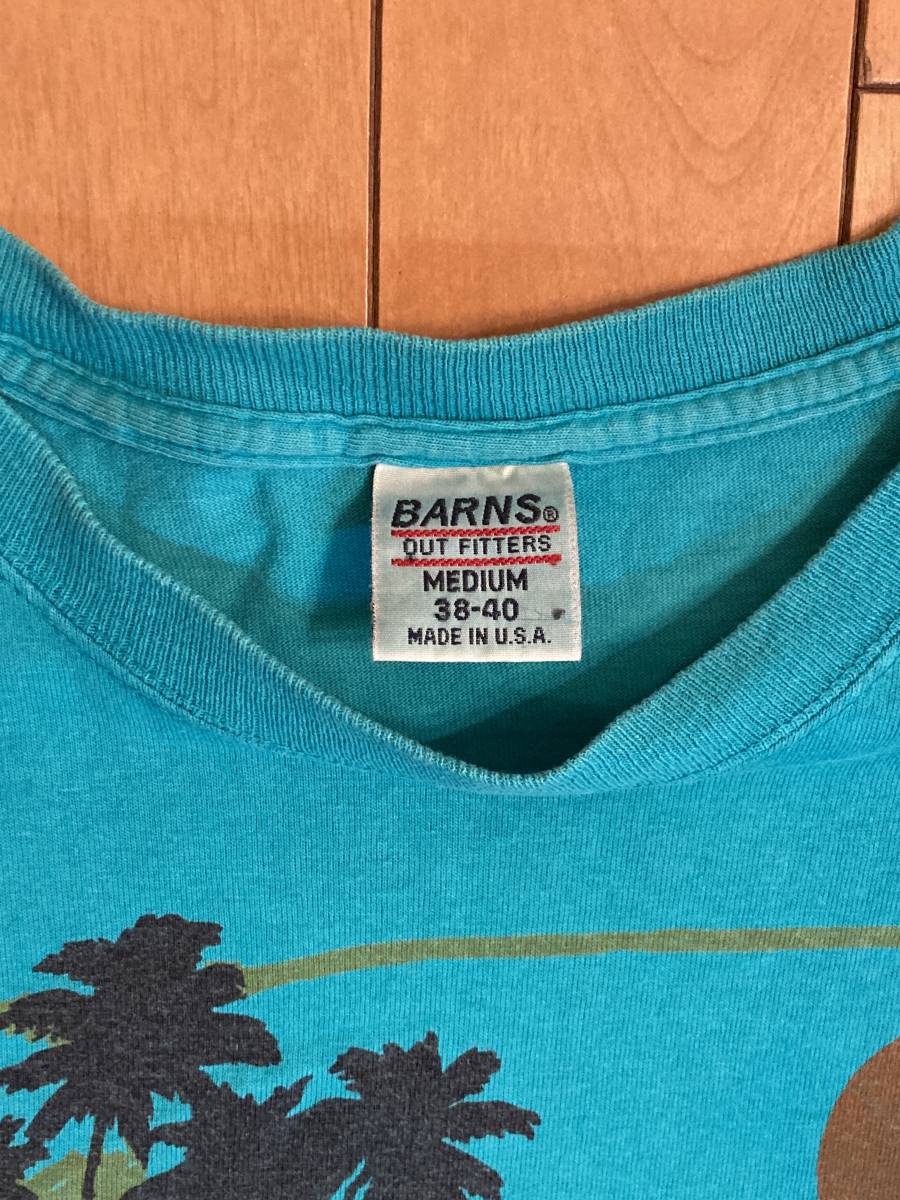 BARNS®
OUT FITTERS
MEDIUM
38-40
MADE IN U.S.A.